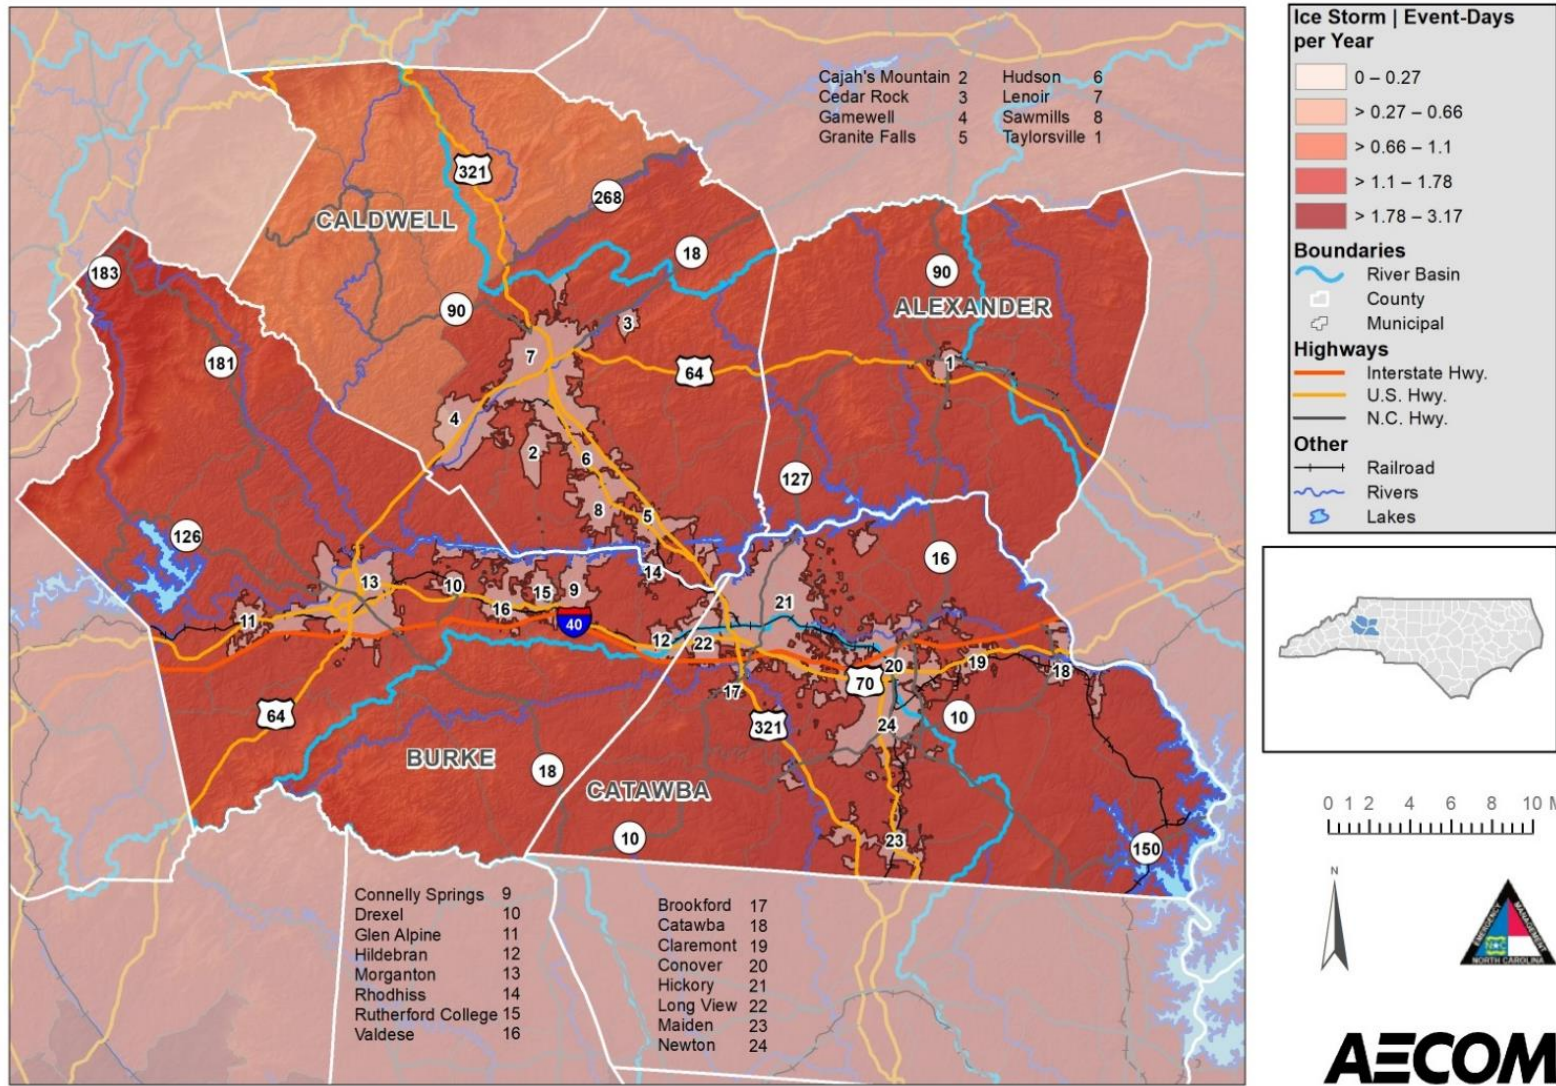 Cajah's Mountain 2 Hudson 6
Cedar Rock 3 Lenoir 7
Gamewell 4 Sawmills 8
Granite Falls 5 Taylorsville 1
321
268
CALDWELL
18
183
90
90
ALEXANDER
3
181
7
64
1
4
2
6
127
8
5
126
16
14
13
10
15
9
16
21
11
40
12
22
20
19
18
70
17
64
321
24
10
BURKE
18
CATAWBA
10
23
150
Connelly Springs 9
Drexel 10
Glen Alpine 11
Hildebran 12
Morganton 13
Rhodhiss 14
Rutherford College 15
Valdese 16
Brookford 17
Catawba 18
Claremont 19
Conover 20
Hickory 21
Long View 22
Maiden 23
Newton 24
Ice Storm | Event-Days
per Year
0 – 0.27
> 0.27 – 0.66
> 0.66 – 1.1
> 1.1 – 1.78
> 1.78 – 3.17
Boundaries
River Basin
County
Municipal
Highways
Interstate Hwy.
U.S. Hwy.
N.C. Hwy.
Other
Railroad
Rivers
Lakes
0 1 2 4 6 8 10
N
EMERGENCY
MANAGEMENT
NC
NORTH CAROLINA
AECOM